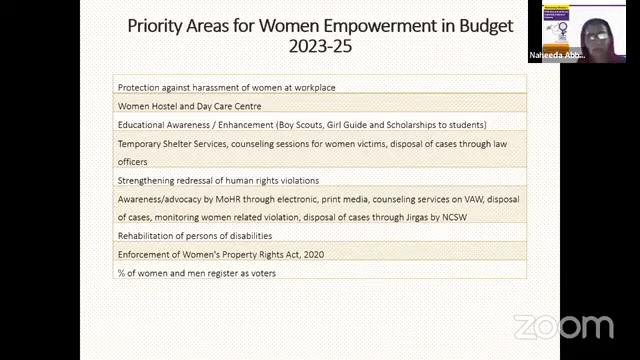 Priority Areas for Women Empowerment in Budget
2023-25
Protection against harassment of women at workplace
Women Hostel and Day Care Centre
Educational Awareness / Enhancement (Boy Scouts, Girl Guide and Scholarships to students)
Temporary Shelter Services, counseling sessions for women victims, disposal of cases through law
officers
Strengthening redressal of human rights violations
Awareness/advocacy by MoHR through electronic, print media, counseling services on VAW, disposal
of cases, monitoring women related violation, disposal of cases through Jirgas by NCSW
Rehabilitation of persons of disabilities
Enforcement of Women's Property Rights Act, 2020
% of women and men register as voters
Naheeda Abb...
zoom